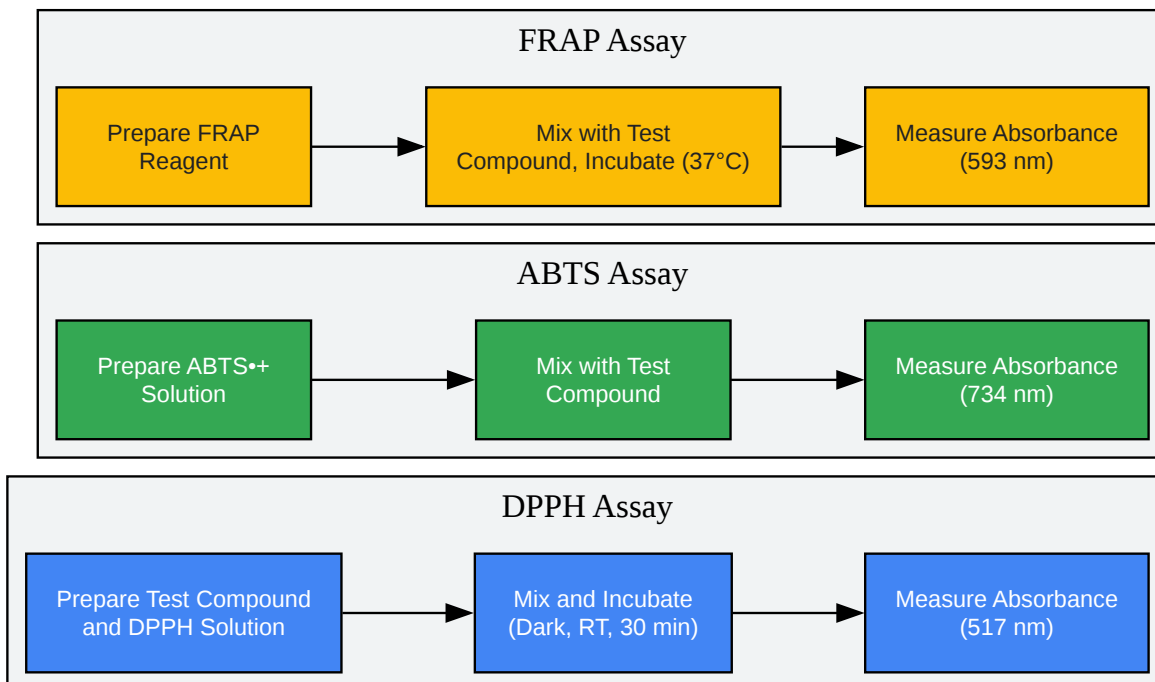 FRAP Assay
Prepare FRAP
Reagent
Mix with Test
Compound, Incubate (37°C)
Measure Absorbance
(593 nm)
ABTS Assay
Prepare ABTS•+
Solution
Mix with Test
Compound
Measure Absorbance
(734 nm)
DPPH Assay
Prepare Test Compound
and DPPH Solution
Mix and Incubate
(Dark, RT, 30 min)
Measure Absorbance
(517 nm)